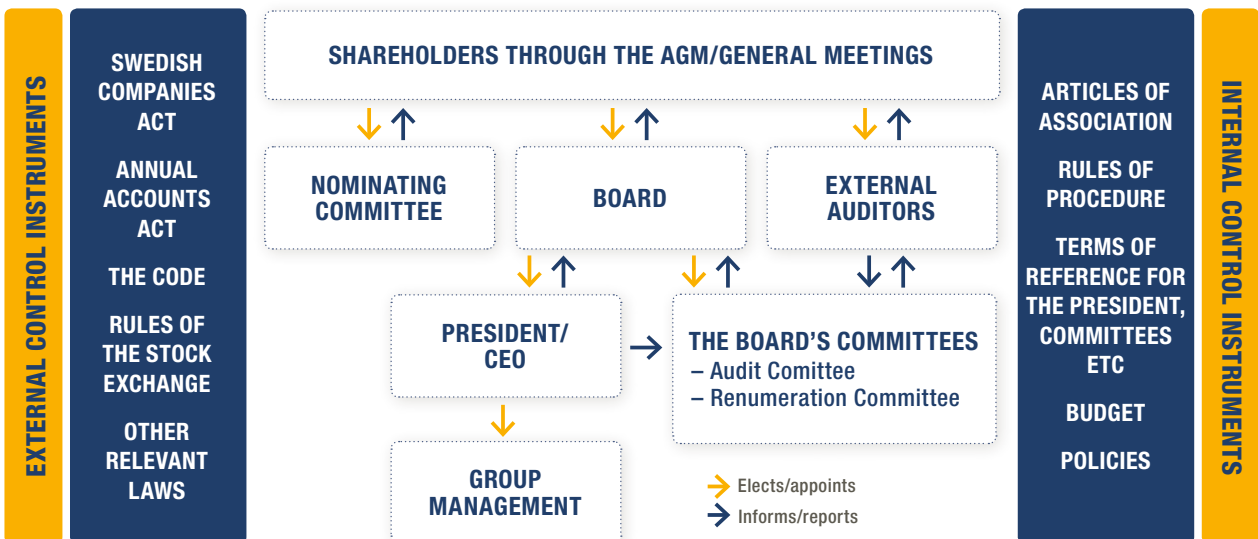 EXTERNAL CONTROL INSTRUMENTS
SWEDISH
COMPANIES
ACT
ANNUAL
ACCOUNTS
ACT
THE CODE
RULES OF
THE STOCK
EXCHANGE
OTHER
RELEVANT
LAWS
SHAREHOLDERS THROUGH THE AGM/GENERAL MEETINGS
NOMINATING
COMMITTEE
BOARD
EXTERNAL
AUDITORS
PRESIDENT/
CEO
THE BOARD’S COMMITTEES
– Audit Comittee
– Renumeration Committee
GROUP
MANAGEMENT
Elects/appoints
Informs/reports
ARTICLES OF
ASSOCIATION
RULES OF
PROCEDURE
TERMS OF
REFERENCE FOR
THE PRESIDENT,
COMMITTEES
ETC
BUDGET
POLICIES
INTERNAL CONTROL INSTRUMENTS